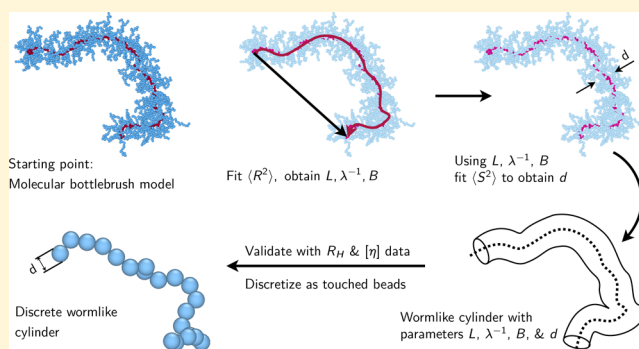 d
Starting point:
Molecular bottlebrush model
Fit ⟨R²⟩, obtain L, λ⁻¹, B
Using L, λ⁻¹, B
fit ⟨S²⟩ to obtain d
d
Validate with R_H & [η] data
Discretize as touched beads
Discrete wormlike
cylinder
Wormlike cylinder with
parameters L, λ⁻¹, B, & d